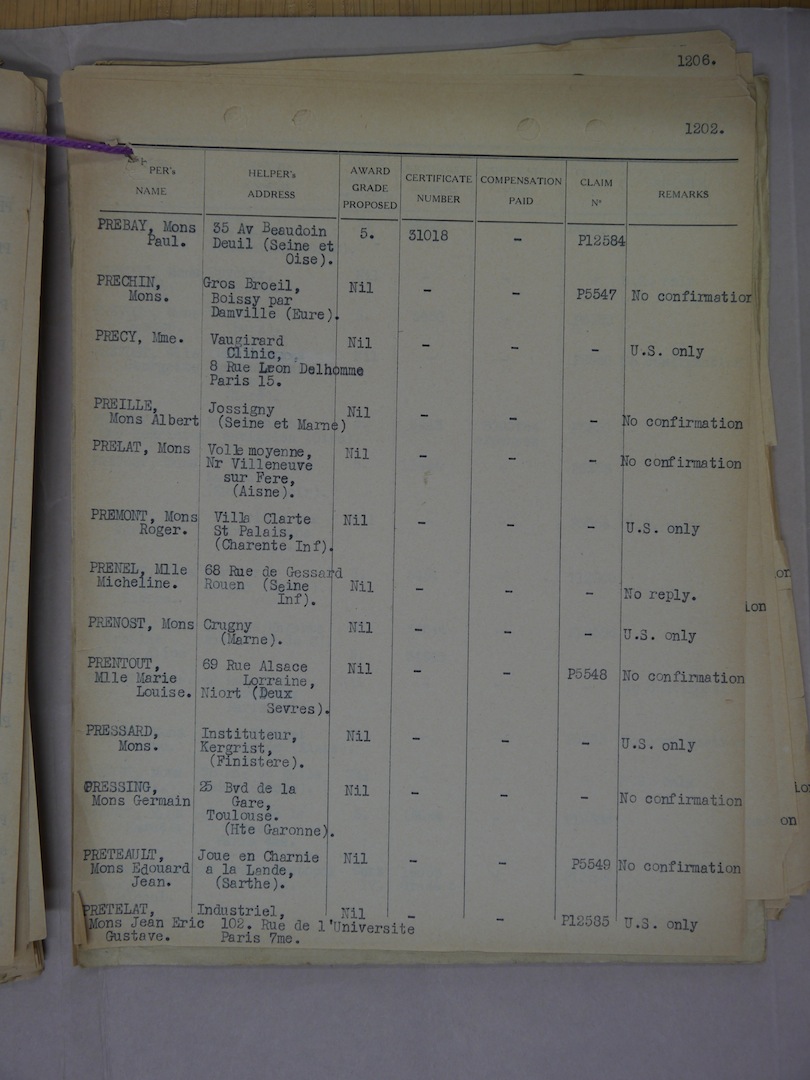 1206.
1202.
PER's NAME HELPER's ADDRESS AWARD GRADE PROPOSED CERTIFICATE NUMBER COMPENSATION PAID CLAIM Nº REMARKS
PREBAY, Mons 35 Av Beaudoin 5. 31018 - P12584
Paul. Deuil (Seine et
Oise).
PRECHIN, Gros Broeil, Nil - - P5547 No confirmation
Mons. Boissy par
Damville (Eure).
PRECY, Mme. Vaugirard Nil - - - U.S. only
Clinic,
8 Rue Leon Delhomme
Paris 15.
PREILLE, Jossigny Nil - - - No confirmation
Mons Albert (Seine et Marne)
PRELAT, Mons Volle moyenne, Nil - - - No confirmation
Nr Villeneuve
sur Fere,
(Aisne).
PREMONT, Mons Villa Clarte Nil - - - U.S. only
Roger. St Palais,
(Charente Inf).
PRENEL, Mlle 68 Rue de Gessard
Micheline. Rouen (Seine Nil - - - No reply.
Inf).
PRENOST, Mons Crugny Nil - - - U.S. only
(Marne).
PRENTOUT, 69 Rue Alsace Nil - - P5548 No confirmation
Mlle Marie Lorraine,
Louise. Niort (Deux
Sevres).
PRESSARD, Instituteur, Nil - - - U.S. only
Mons. Kergrist,
(Finistere).
PRESSING, 25 Bvd de la Nil - - - No confirmation
Mons Germain Gare,
Toulouse.
(Hte Garonne).
PRETEAULT, Joue en Charnie Nil - - P5549 No confirmation
Mons Edouard a la Lande,
Jean. (Sarthe).
PRETELAT, Industriel, Nil - - P12585 U.S. only
Mons Jean Eric 102. Rue de l'Universite
Gustave. Paris 7me.